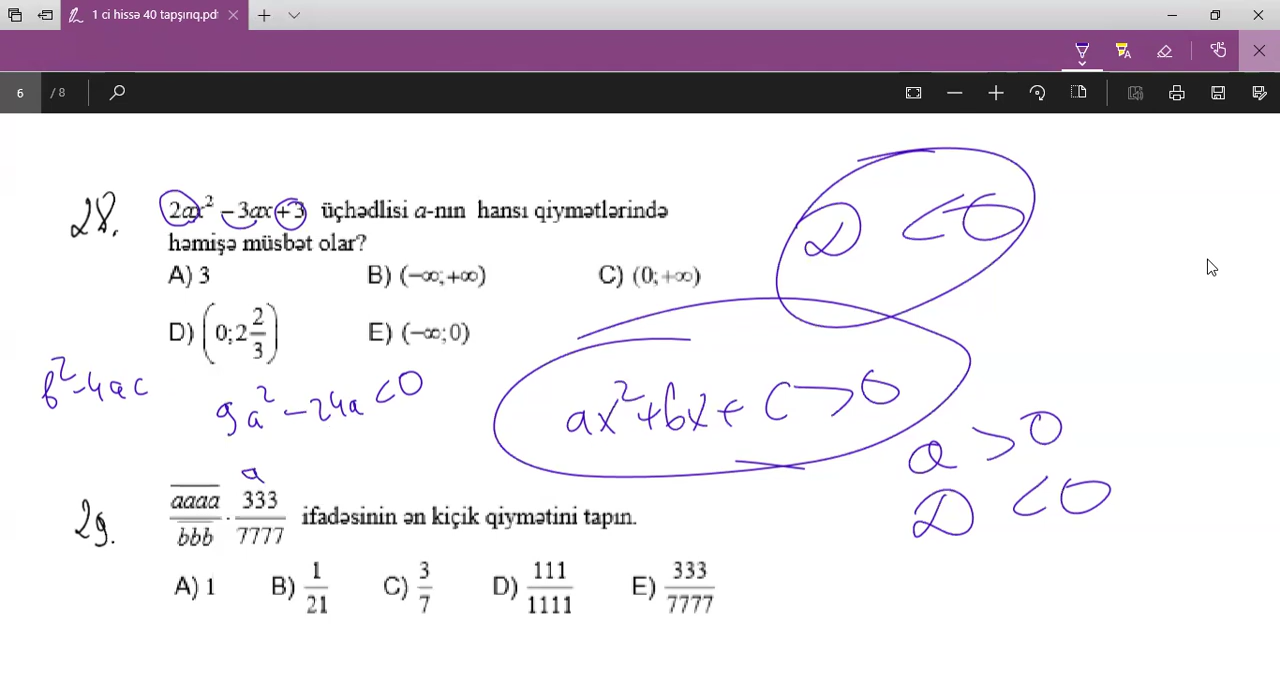 1 ci hissə 40 tapşırıq.pdf
6 / 8
28. 2ax² − 3ax + 3 üçhədlisi a-nın hansı qiymətlərində
həmişə müsbət olar?
D < 0
A) 3 B) (−∞; +∞) C) (0; +∞)
D) (0; 2 2/3) E) (−∞; 0)
b² − 4ac 9a² − 24a < 0 ax² + bx + c > 0
a > 0
D < 0
a
29. aaaa/bbb · 333/7777 ifadəsinin ən kiçik qiymətini tapın.
A) 1 B) 1/21 C) 3/7 D) 111/1111 E) 333/7777